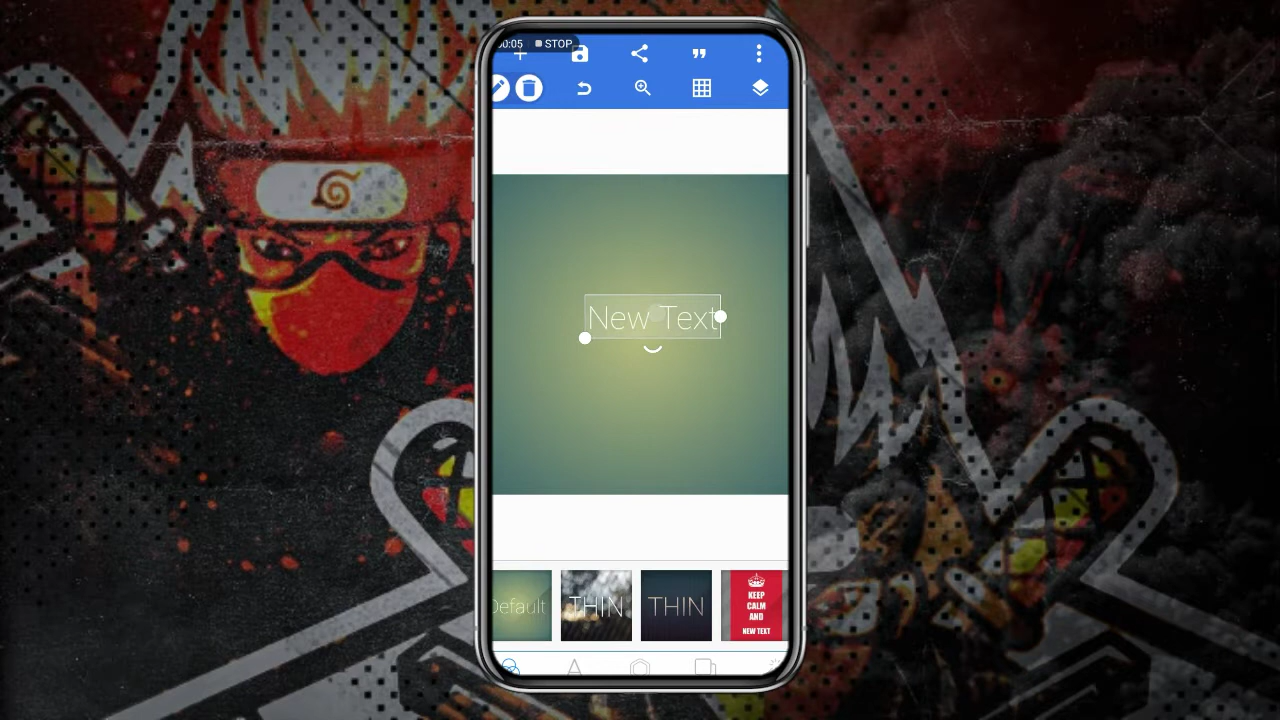 00:05 STOP
New Text
Default
THIN
THIN
KEEP
CALM
AND
NEW TEXT